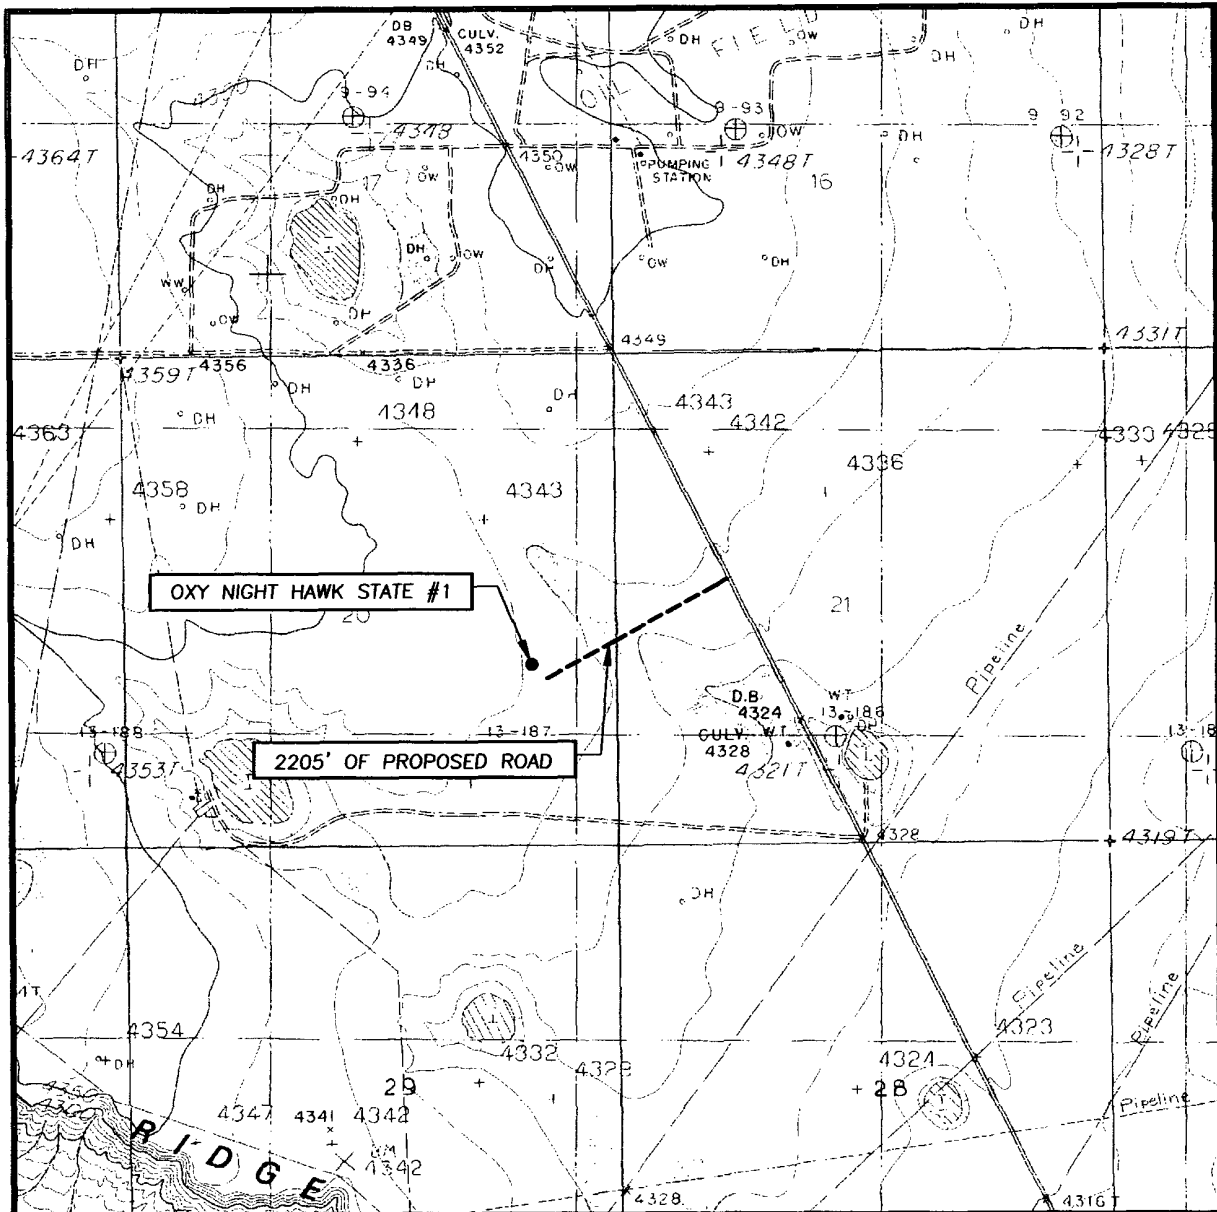 DB
4349
CULV.
4352
DH
OW
FIELD
DH
DH
DH
DH
9-94
4348
OIL
9-93
OW
4348T
DH
9 92
4328T
4364T
4350
OW
PUMPING
STATION
17
OW
16
DH
DH
DH
OW
DH
OW
DH
WW
OW
DH
4349
4331T
4356
4336
4359T
DH
DH
DH
DH
4348
4343
4342
4363
4330
4336
4358
DH
4343
DH
OXY NIGHT HAWK STATE #1
20
21
Pipeline
D.B
4324
WT
13-186
DH
13-188
13-187
CULV.
4328
WT
4353T
2205' OF PROPOSED ROAD
4321T
4328
4319T
DH
Pipeline
Pipeline
4354
DH
4332
4323
4324
29
28
Pipeline
4347
4341
4342
RIDGE
BM
4342
4328
4316T